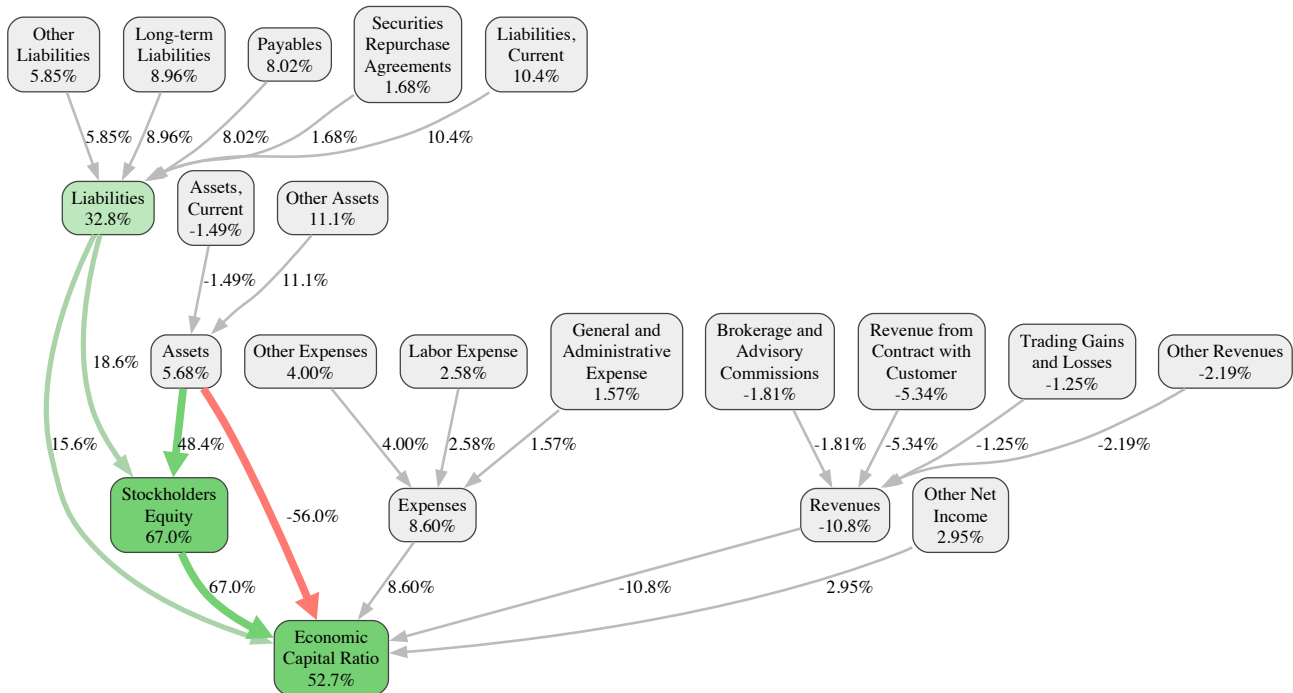 Other
Liabilities
5.85%
Long-term
Liabilities
8.96%
Payables
8.02%
Securities
Repurchase
Agreements
1.68%
Liabilities,
Current
10.4%
5.85%
8.96%
8.02%
1.68%
10.4%
Liabilities
32.8%
Assets,
Current
-1.49%
Other Assets
11.1%
-1.49%
11.1%
18.6%
Assets
5.68%
Other Expenses
4.00%
Labor Expense
2.58%
General and
Administrative
Expense
1.57%
Brokerage and
Advisory
Commissions
-1.81%
Revenue from
Contract with
Customer
-5.34%
Trading Gains
and Losses
-1.25%
Other Revenues
-2.19%
15.6%
48.4%
4.00%
2.58%
1.57%
-1.81%
-5.34%
-1.25%
-2.19%
Stockholders
Equity
67.0%
-56.0%
Expenses
8.60%
Revenues
-10.8%
Other Net
Income
2.95%
67.0%
8.60%
-10.8%
2.95%
Economic
Capital Ratio
52.7%